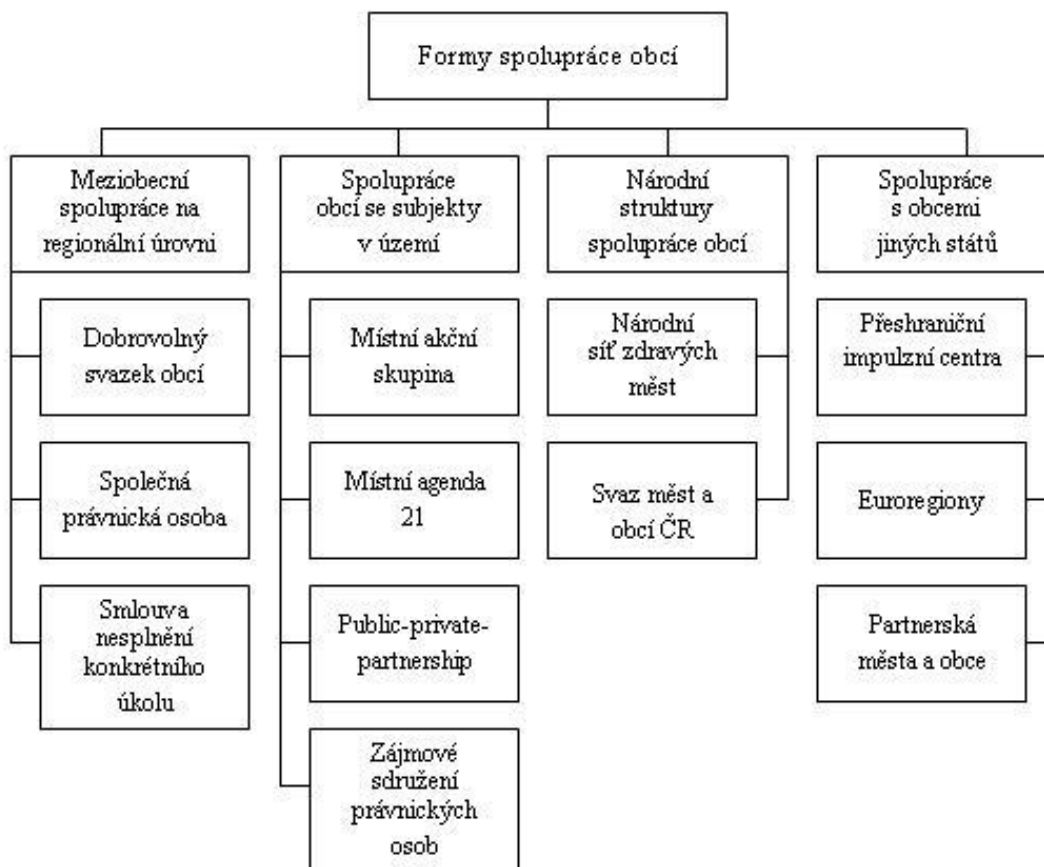 Formy spolupráce obcí
Meziobecní
spolupráce na
regionální úrovni
Dobrovolný
svazek obcí
Společná
právnická osoba
Smlouva
nesplnění
konkrétního
úkolu
Spolupráce
obcí se subjekty
v území
Místní akční
skupina
Místní agenda
21
Public-private-
partnership
Zájmové
sdružení
právnických
osob
Národní
struktury
spolupráce obcí
Národní
síť zdravých
měst
Svaz měst a
obcí ČR
Spolupráce
s obcemi
jiných států
Přeshraniční
impulzní centra
Euroregiony
Partnerská
města a obce